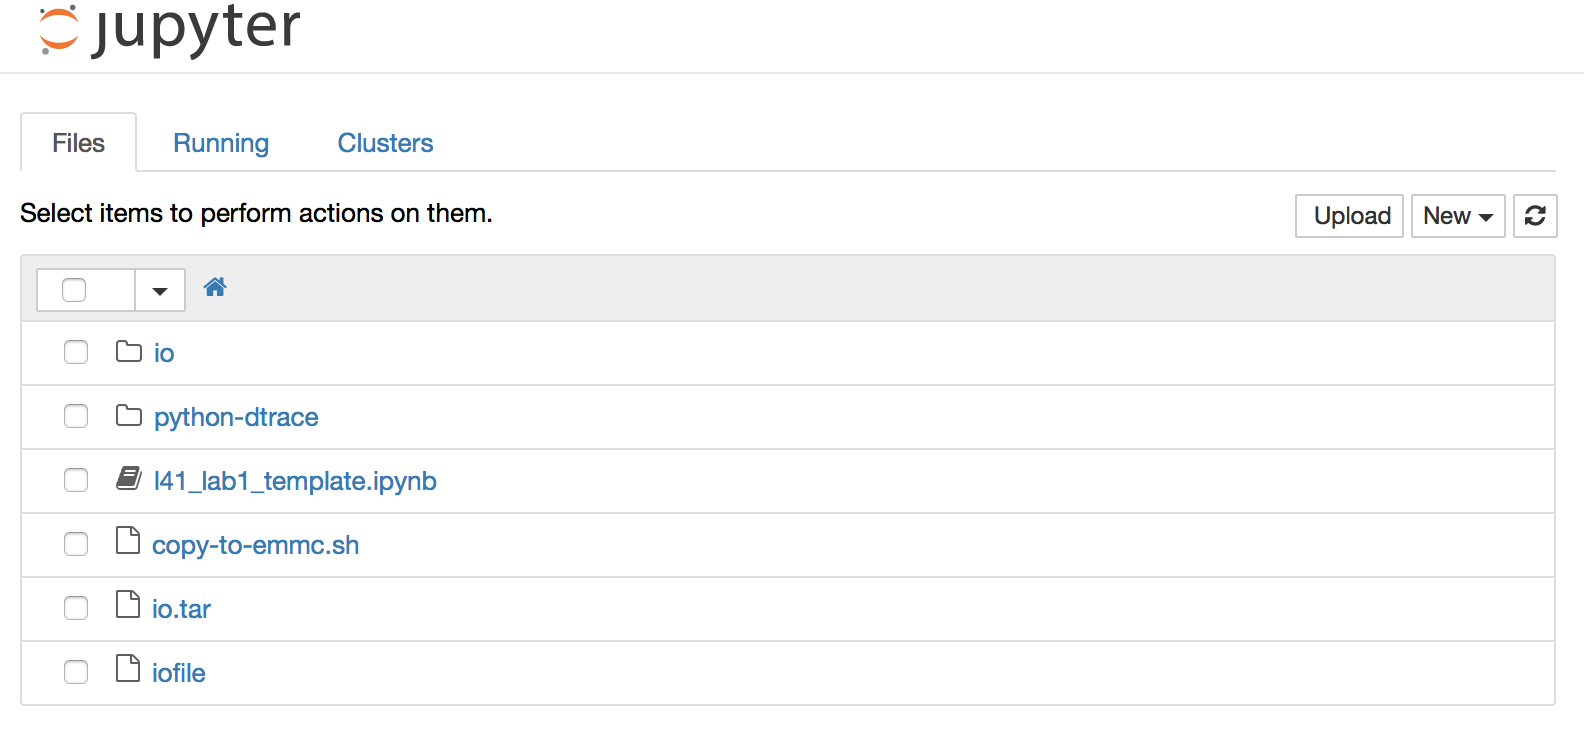 jupyter
Files Running Clusters
Select items to perform actions on them. Upload New
io
python-dtrace
l41_lab1_template.ipynb
copy-to-emmc.sh
io.tar
iofile